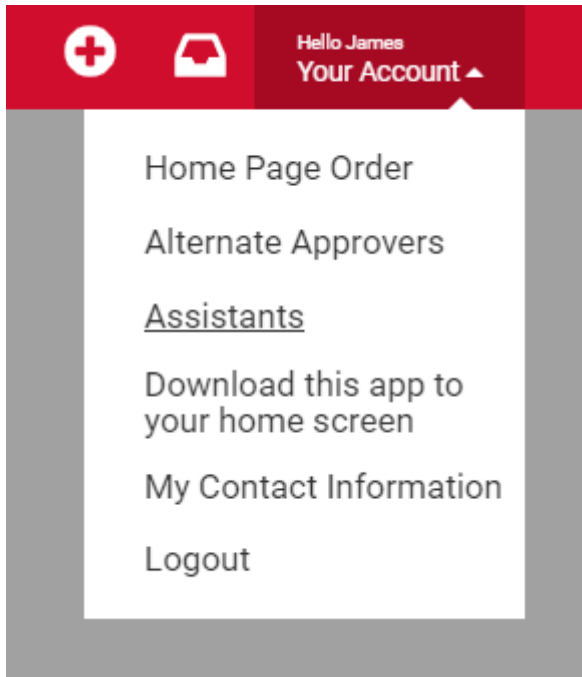 Hello James
Your Account
Home Page Order
Alternate Approvers
Assistants
Download this app to
your home screen
My Contact Information
Logout